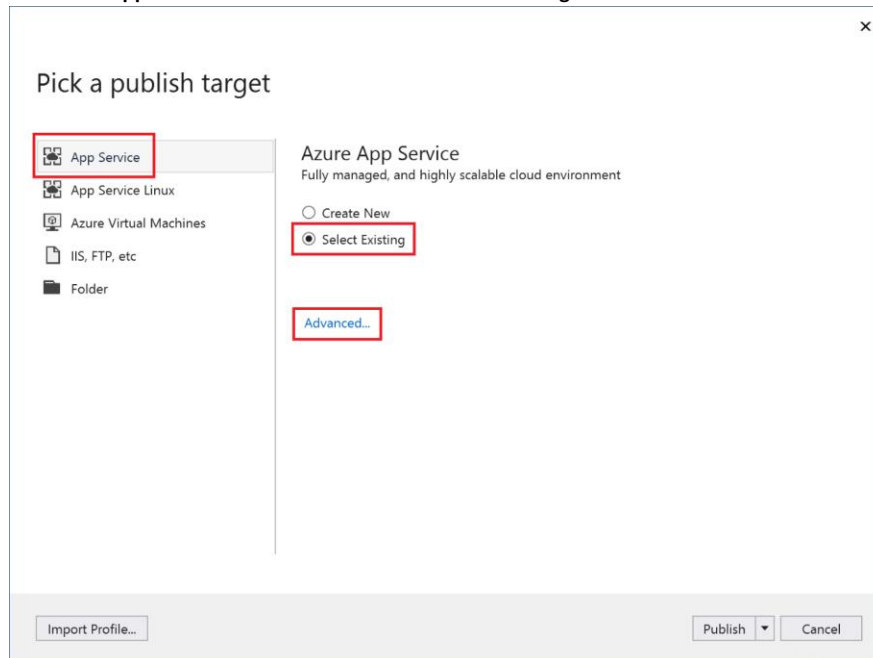 Pick a publish target
App Service
App Service Linux
Azure Virtual Machines
IIS, FTP, etc
Folder
Azure App Service
Fully managed, and highly scalable cloud environment
Create New
Select Existing
Advanced...
Import Profile...
Publish
Cancel